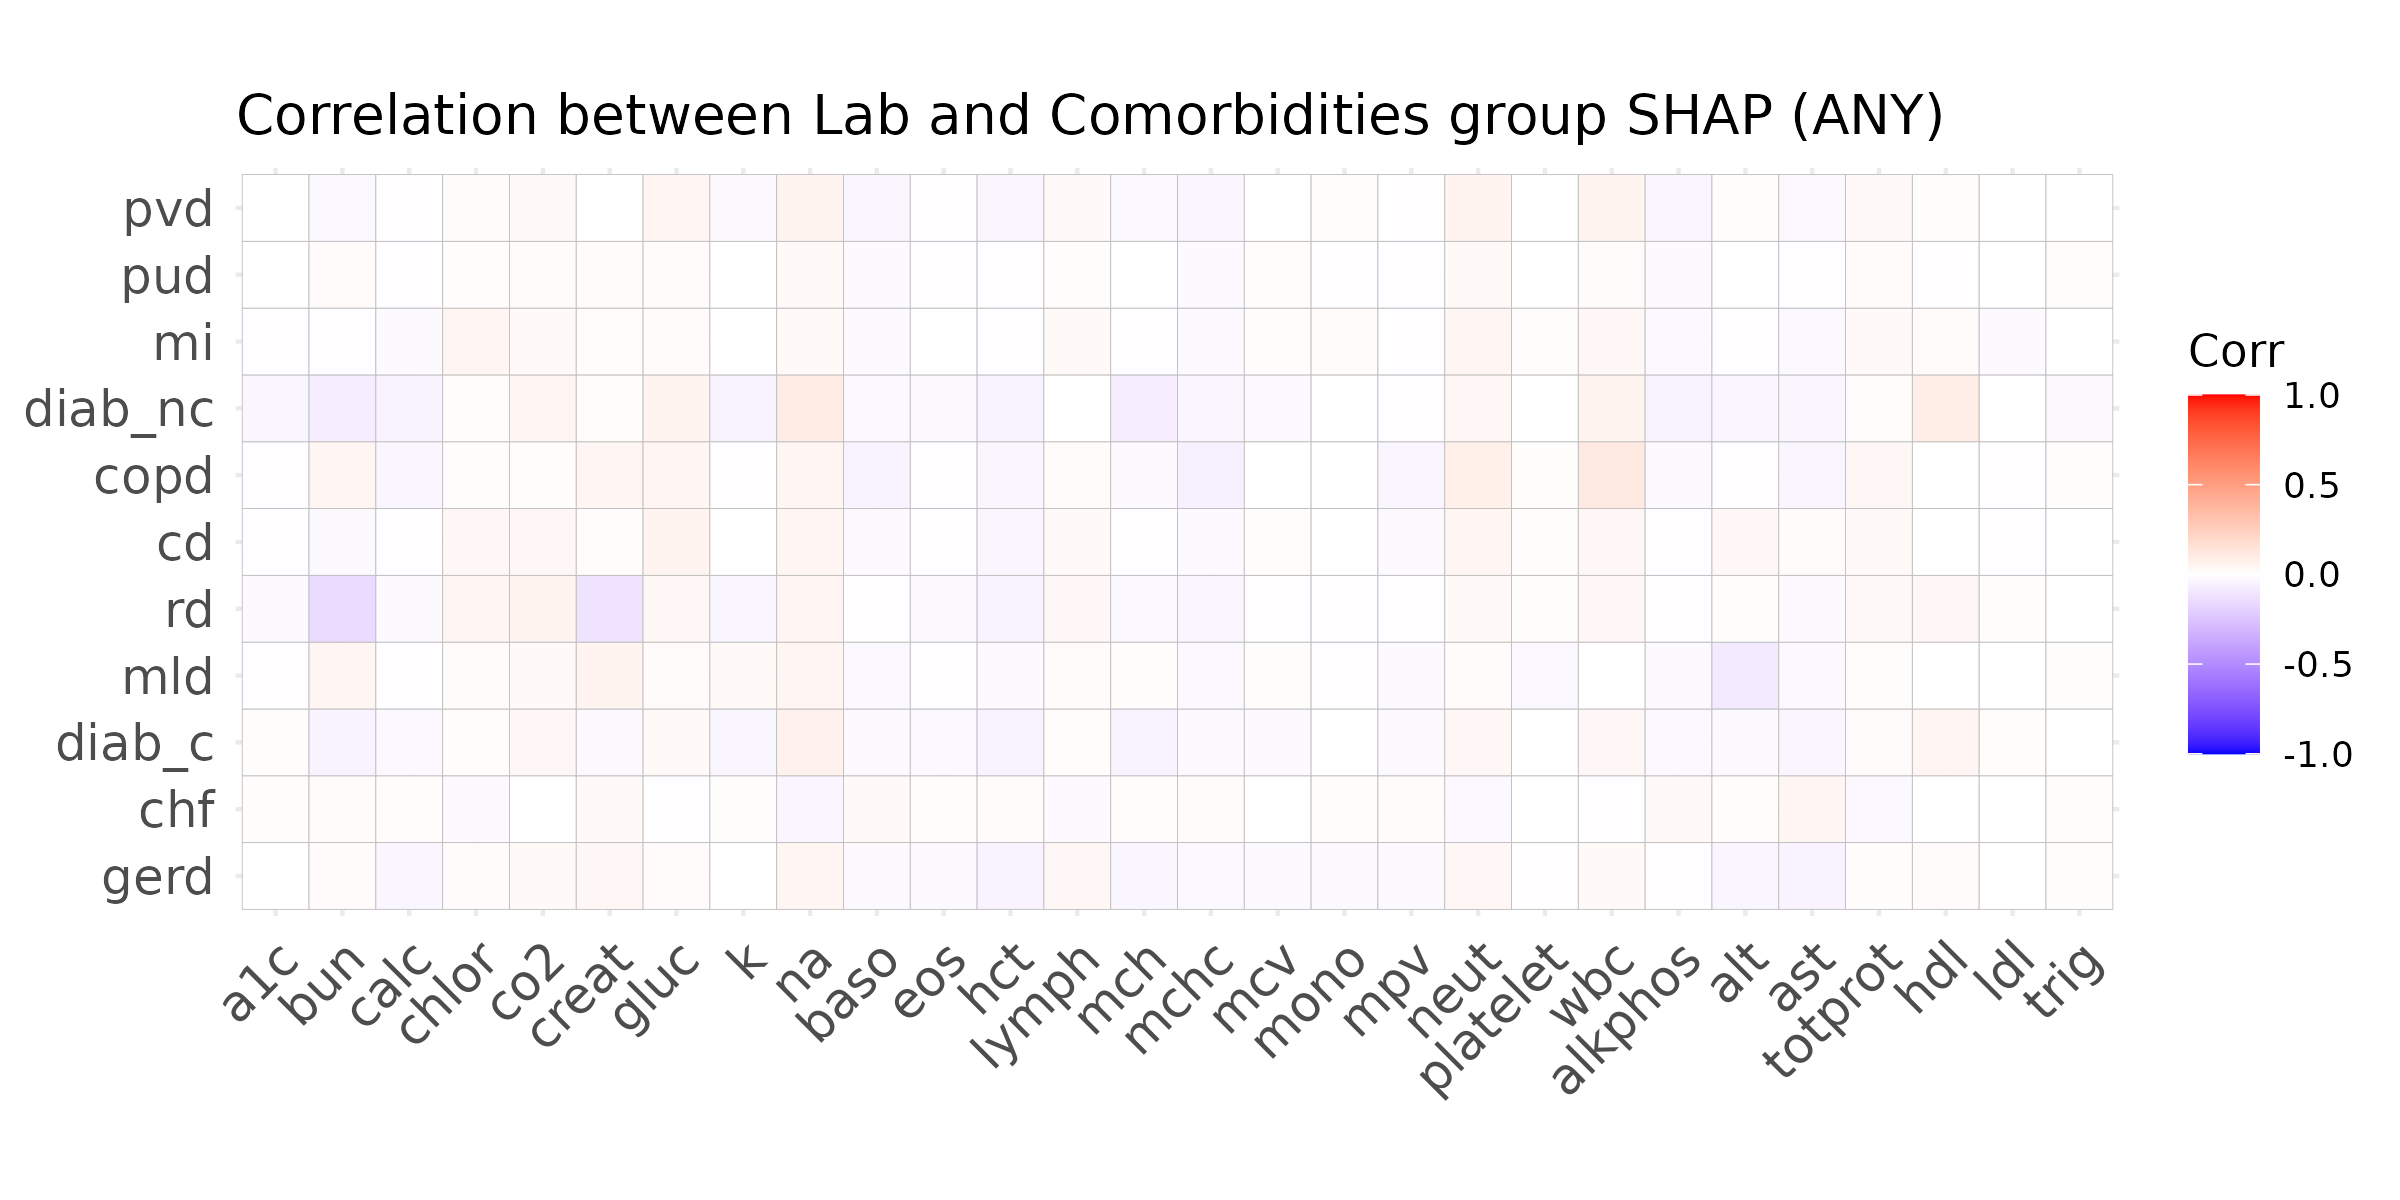 Correlation between Lab and Comorbidities group SHAP (ANY)
pvd
pud
mi
diab_nc
copd
cd
rd
mld
diab_c
chf
gerd
a1c
bun
calc
chlor
co2
creat
gluc
k
na
baso
eos
hct
lymph
mch
mchc
mcv
mono
mpv
neut
platelet
wbc
alkphos
alt
ast
totprot
hdl
ldl
trig
Corr
1.0
0.5
0.0
-0.5
-1.0